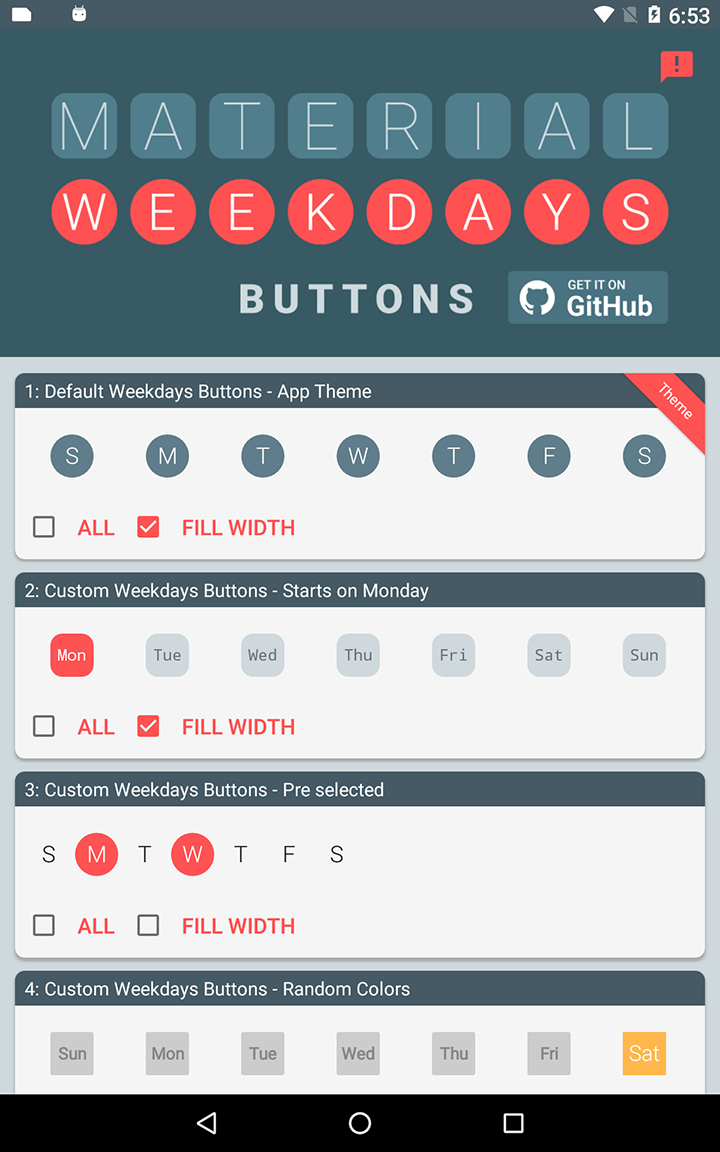 6:53
MATERIAL
WEEKDAYS
BUTTONS
GET IT ON
GitHub
1: Default Weekdays Buttons - App Theme
Theme
S M T W T F S
ALL FILL WIDTH
2: Custom Weekdays Buttons - Starts on Monday
Mon Tue Wed Thu Fri Sat Sun
ALL FILL WIDTH
3: Custom Weekdays Buttons - Pre selected
S M T W T F S
ALL FILL WIDTH
4: Custom Weekdays Buttons - Random Colors
Sun Mon Tue Wed Thu Fri Sat